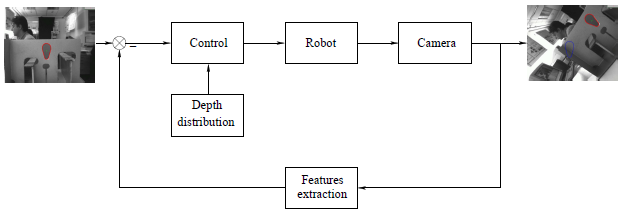 Control
Robot
Camera
Depth
distribution
Features
extraction